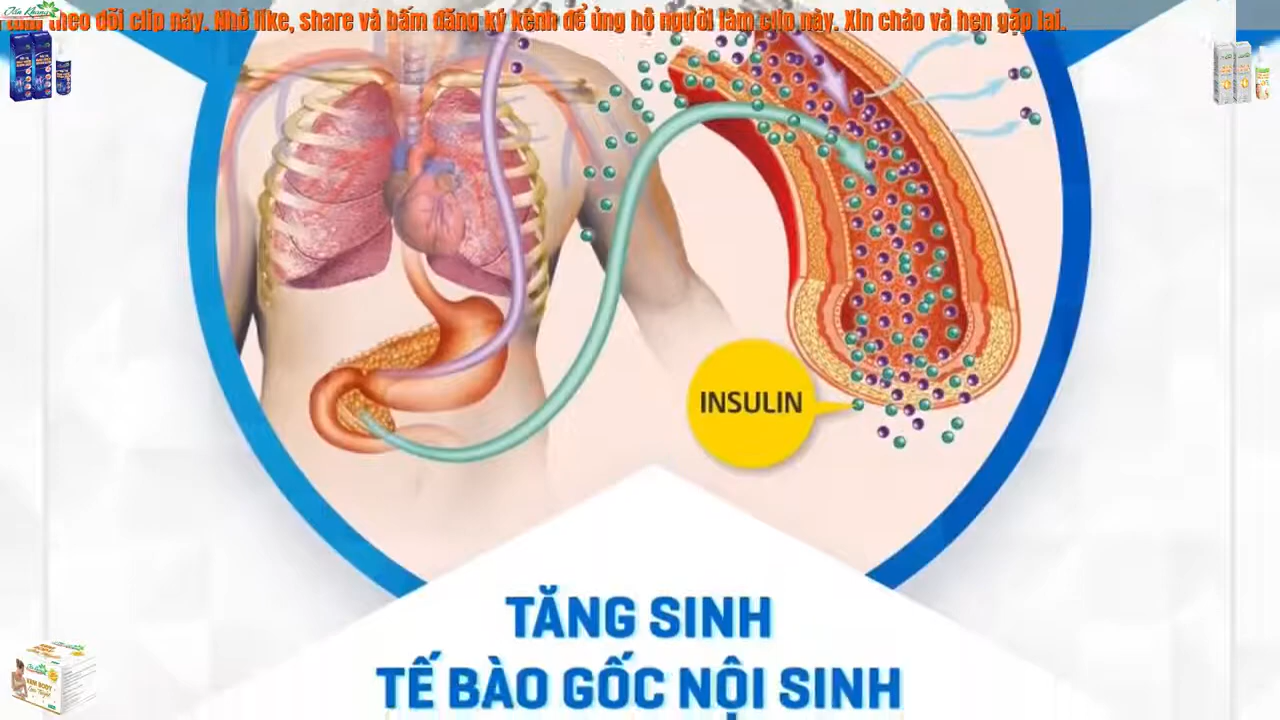 theo dõi clip này. Nhớ like, share và bấm đăng ký kênh để ủng hộ người làm clip này. Xin chào và hẹn gặp lại.
INSULIN
TĂNG SINH
TẾ BÀO GỐC NỘI SINH